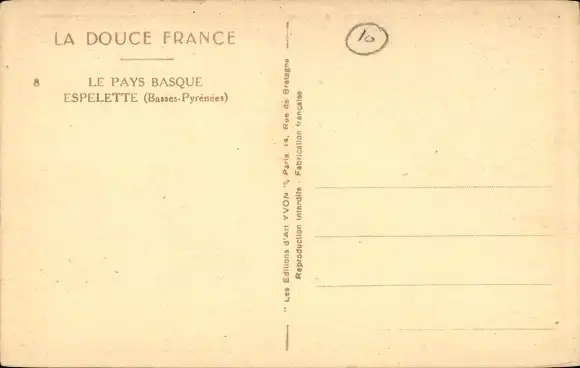 LA DOUCE FRANCE
8 LE PAYS BASQUE
ESPELETTE (Basses-Pyrénées)
" Les Éditions d'Art YVON ", Paris, 14, Rue de Bretagne
Reproduction Interdite - Fabrication française
10